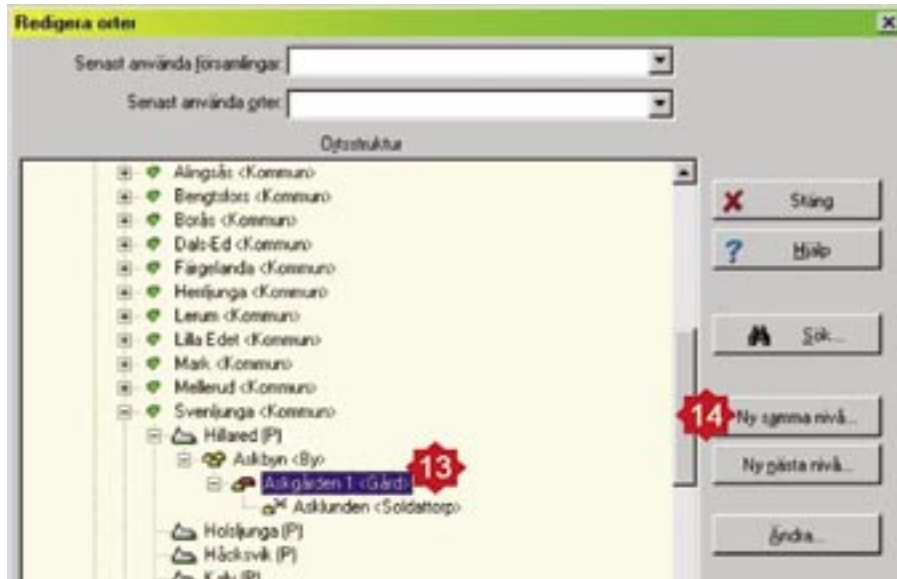 Redigera orter
Senast använda församlingar:
Senast använda orter:
Ortsstruktur
Alingsås <Kommun>
Bengtsfors <Kommun>
Borås <Kommun>
Dals-Ed <Kommun>
Färgelanda <Kommun>
Herrljunga <Kommun>
Lerum <Kommun>
Lilla Edet <Kommun>
Mark <Kommun>
Mellerud <Kommun>
Svenljunga <Kommun>
Hillared (P)
Askbyn <By>
Askgården 1 <Gård>
13
Asklunden <Soldattorp>
Holsljunga (P)
Håcksvik (P)
Kalv (P)
Stäng
Hjälp
Sök...
14
Ny samma nivå...
Ny nästa nivå...
Ändra...